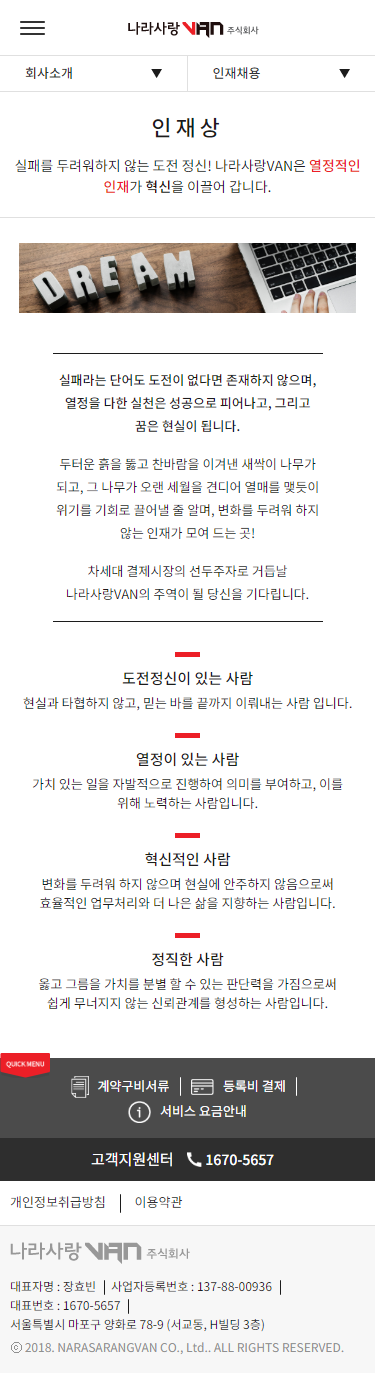 나라사랑 VAN 주식회사
회사소개 ▼ 인재채용 ▼
인재상
실패를 두려워하지 않는 도전 정신! 나라사랑VAN은 열정적인
인재가 혁신을 이끌어 갑니다.
DREAM
실패라는 단어도 도전이 없다면 존재하지 않으며,
열정을 다한 실천은 성공으로 피어나고, 그리고
꿈은 현실이 됩니다.
두터운 흙을 뚫고 찬바람을 이겨낸 새싹이 나무가
되고, 그 나무가 오랜 세월을 견디어 열매를 맺듯이
위기를 기회로 끌어낼 줄 알며, 변화를 두려워 하지
않는 인재가 모여 드는 곳!
차세대 결제시장의 선두주자로 거듭날
나라사랑VAN의 주역이 될 당신을 기다립니다.
도전정신이 있는 사람
현실과 타협하지 않고, 믿는 바를 끝까지 이뤄내는 사람 입니다.
열정이 있는 사람
가치 있는 일을 자발적으로 진행하여 의미를 부여하고, 이를
위해 노력하는 사람입니다.
혁신적인 사람
변화를 두려워 하지 않으며 현실에 안주하지 않음으로써
효율적인 업무처리와 더 나은 삶을 지향하는 사람입니다.
정직한 사람
옳고 그름을 가치를 분별 할 수 있는 판단력을 가짐으로써
쉽게 무너지지 않는 신뢰관계를 형성하는 사람입니다.
QUICK MENU
계약구비서류 | 등록비 결제 |
서비스 요금안내
고객지원센터 1670-5657
개인정보취급방침 | 이용약관
나라사랑 VAN 주식회사
대표자명 : 장효빈 | 사업자등록번호 : 137-88-00936 |
대표번호 : 1670-5657 |
서울특별시 마포구 양화로 78-9 (서교동, H빌딩 3층)
ⓒ 2018. NARASARANGVAN CO., Ltd.. ALL RIGHTS RESERVED.